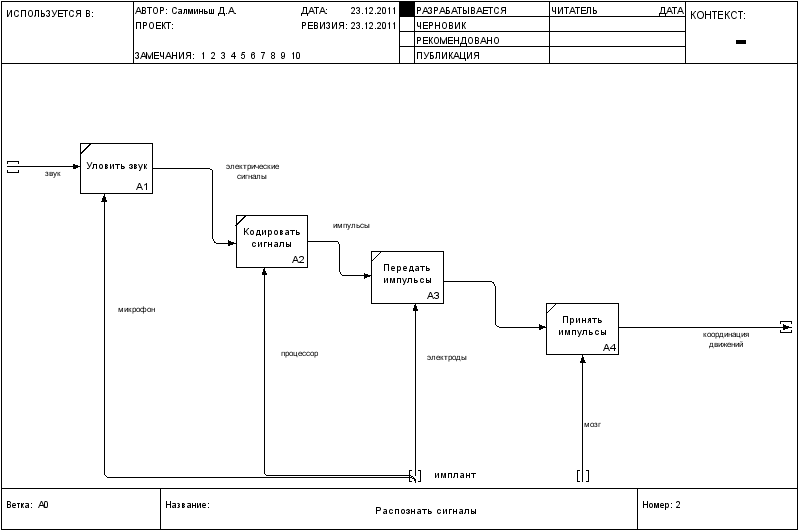 ИСПОЛЬЗУЕТСЯ В:
АВТОР: Салминьш Д.А.
ДАТА: 23.12.2011
ПРОЕКТ:
РЕВИЗИЯ: 23.12.2011
ЗАМЕЧАНИЯ: 1 2 3 4 5 6 7 8 9 10
РАЗРАБАТЫВАЕТСЯ
ЧЕРНОВИК
РЕКОМЕНДОВАНО
ПУБЛИКАЦИЯ
ЧИТАТЕЛЬ
ДАТА
КОНТЕКСТ:
звук
Уловить звук
A1
электрические
сигналы
Кодировать
сигналы
A2
импульсы
Передать
импульсы
A3
Принять
импульсы
A4
координация
движений
микрофон
процессор
электроды
мозг
имплант
Ветка: A0
Название:
Распознать сигналы
Номер: 2